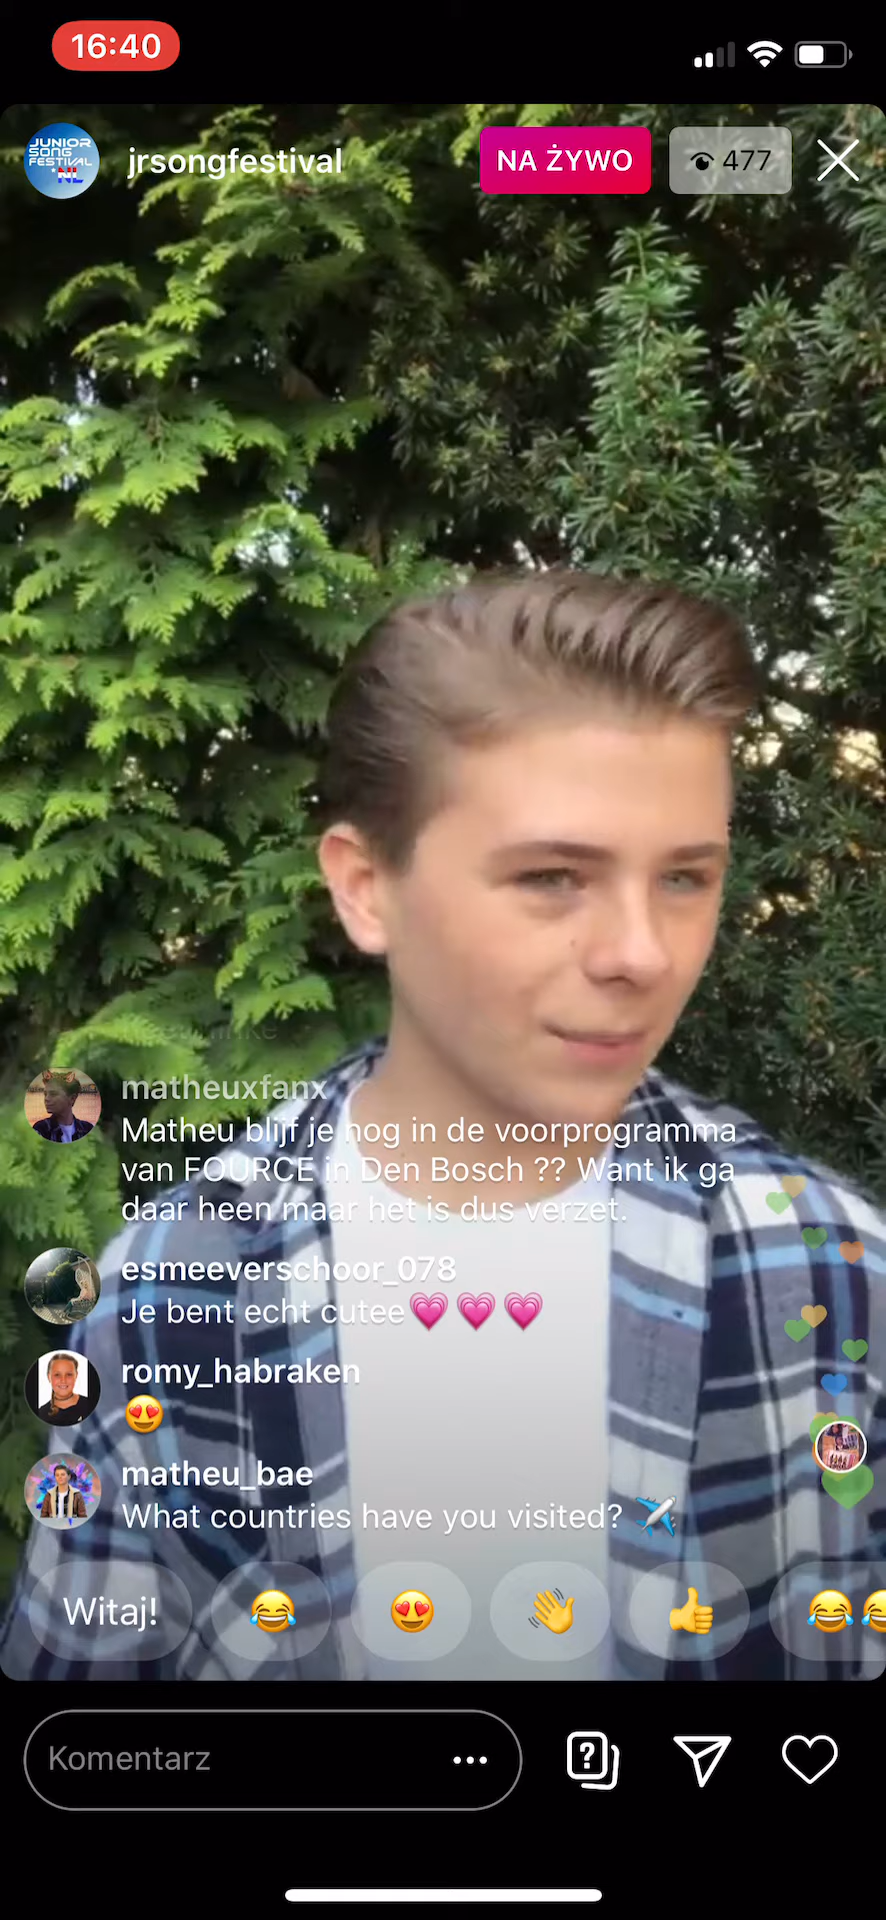 16:40
JUNIOR
SONG
FESTIVAL
NL
jrsongfestival
NA ŻYWO
477
matheuxfanx
Matheu blijf je nog in de voorprogramma
van FOURCE in Den Bosch ?? Want ik ga
daar heen maar het is dus verzet.
esmeeverschoor_078
Je bent echt cutee💗💗💗
romy_habraken
😍
matheu_bae
What countries have you visited? ✈️
Witaj! 😂 😍 👋 👍 😂😂
Komentarz
?